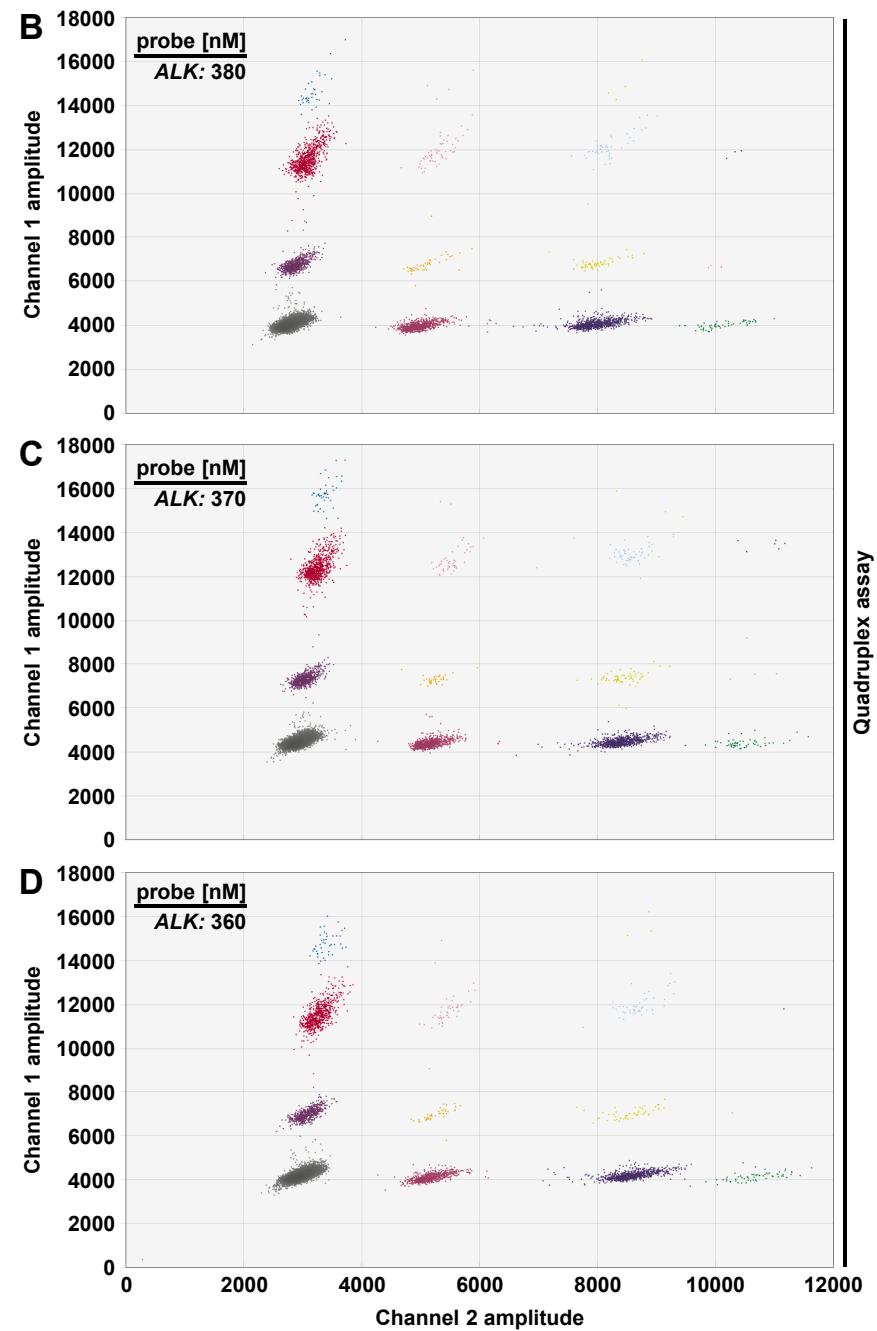 B
18000
16000
14000
12000
10000
8000
6000
4000
2000
0
Channel 1 amplitude
probe [nM]
ALK: 380
C
18000
16000
14000
12000
10000
8000
6000
4000
2000
0
Channel 1 amplitude
probe [nM]
ALK: 370
D
18000
16000
14000
12000
10000
8000
6000
4000
2000
0
Channel 1 amplitude
probe [nM]
ALK: 360
0 2000 4000 6000 8000 10000 12000
Channel 2 amplitude
Quadruplex assay